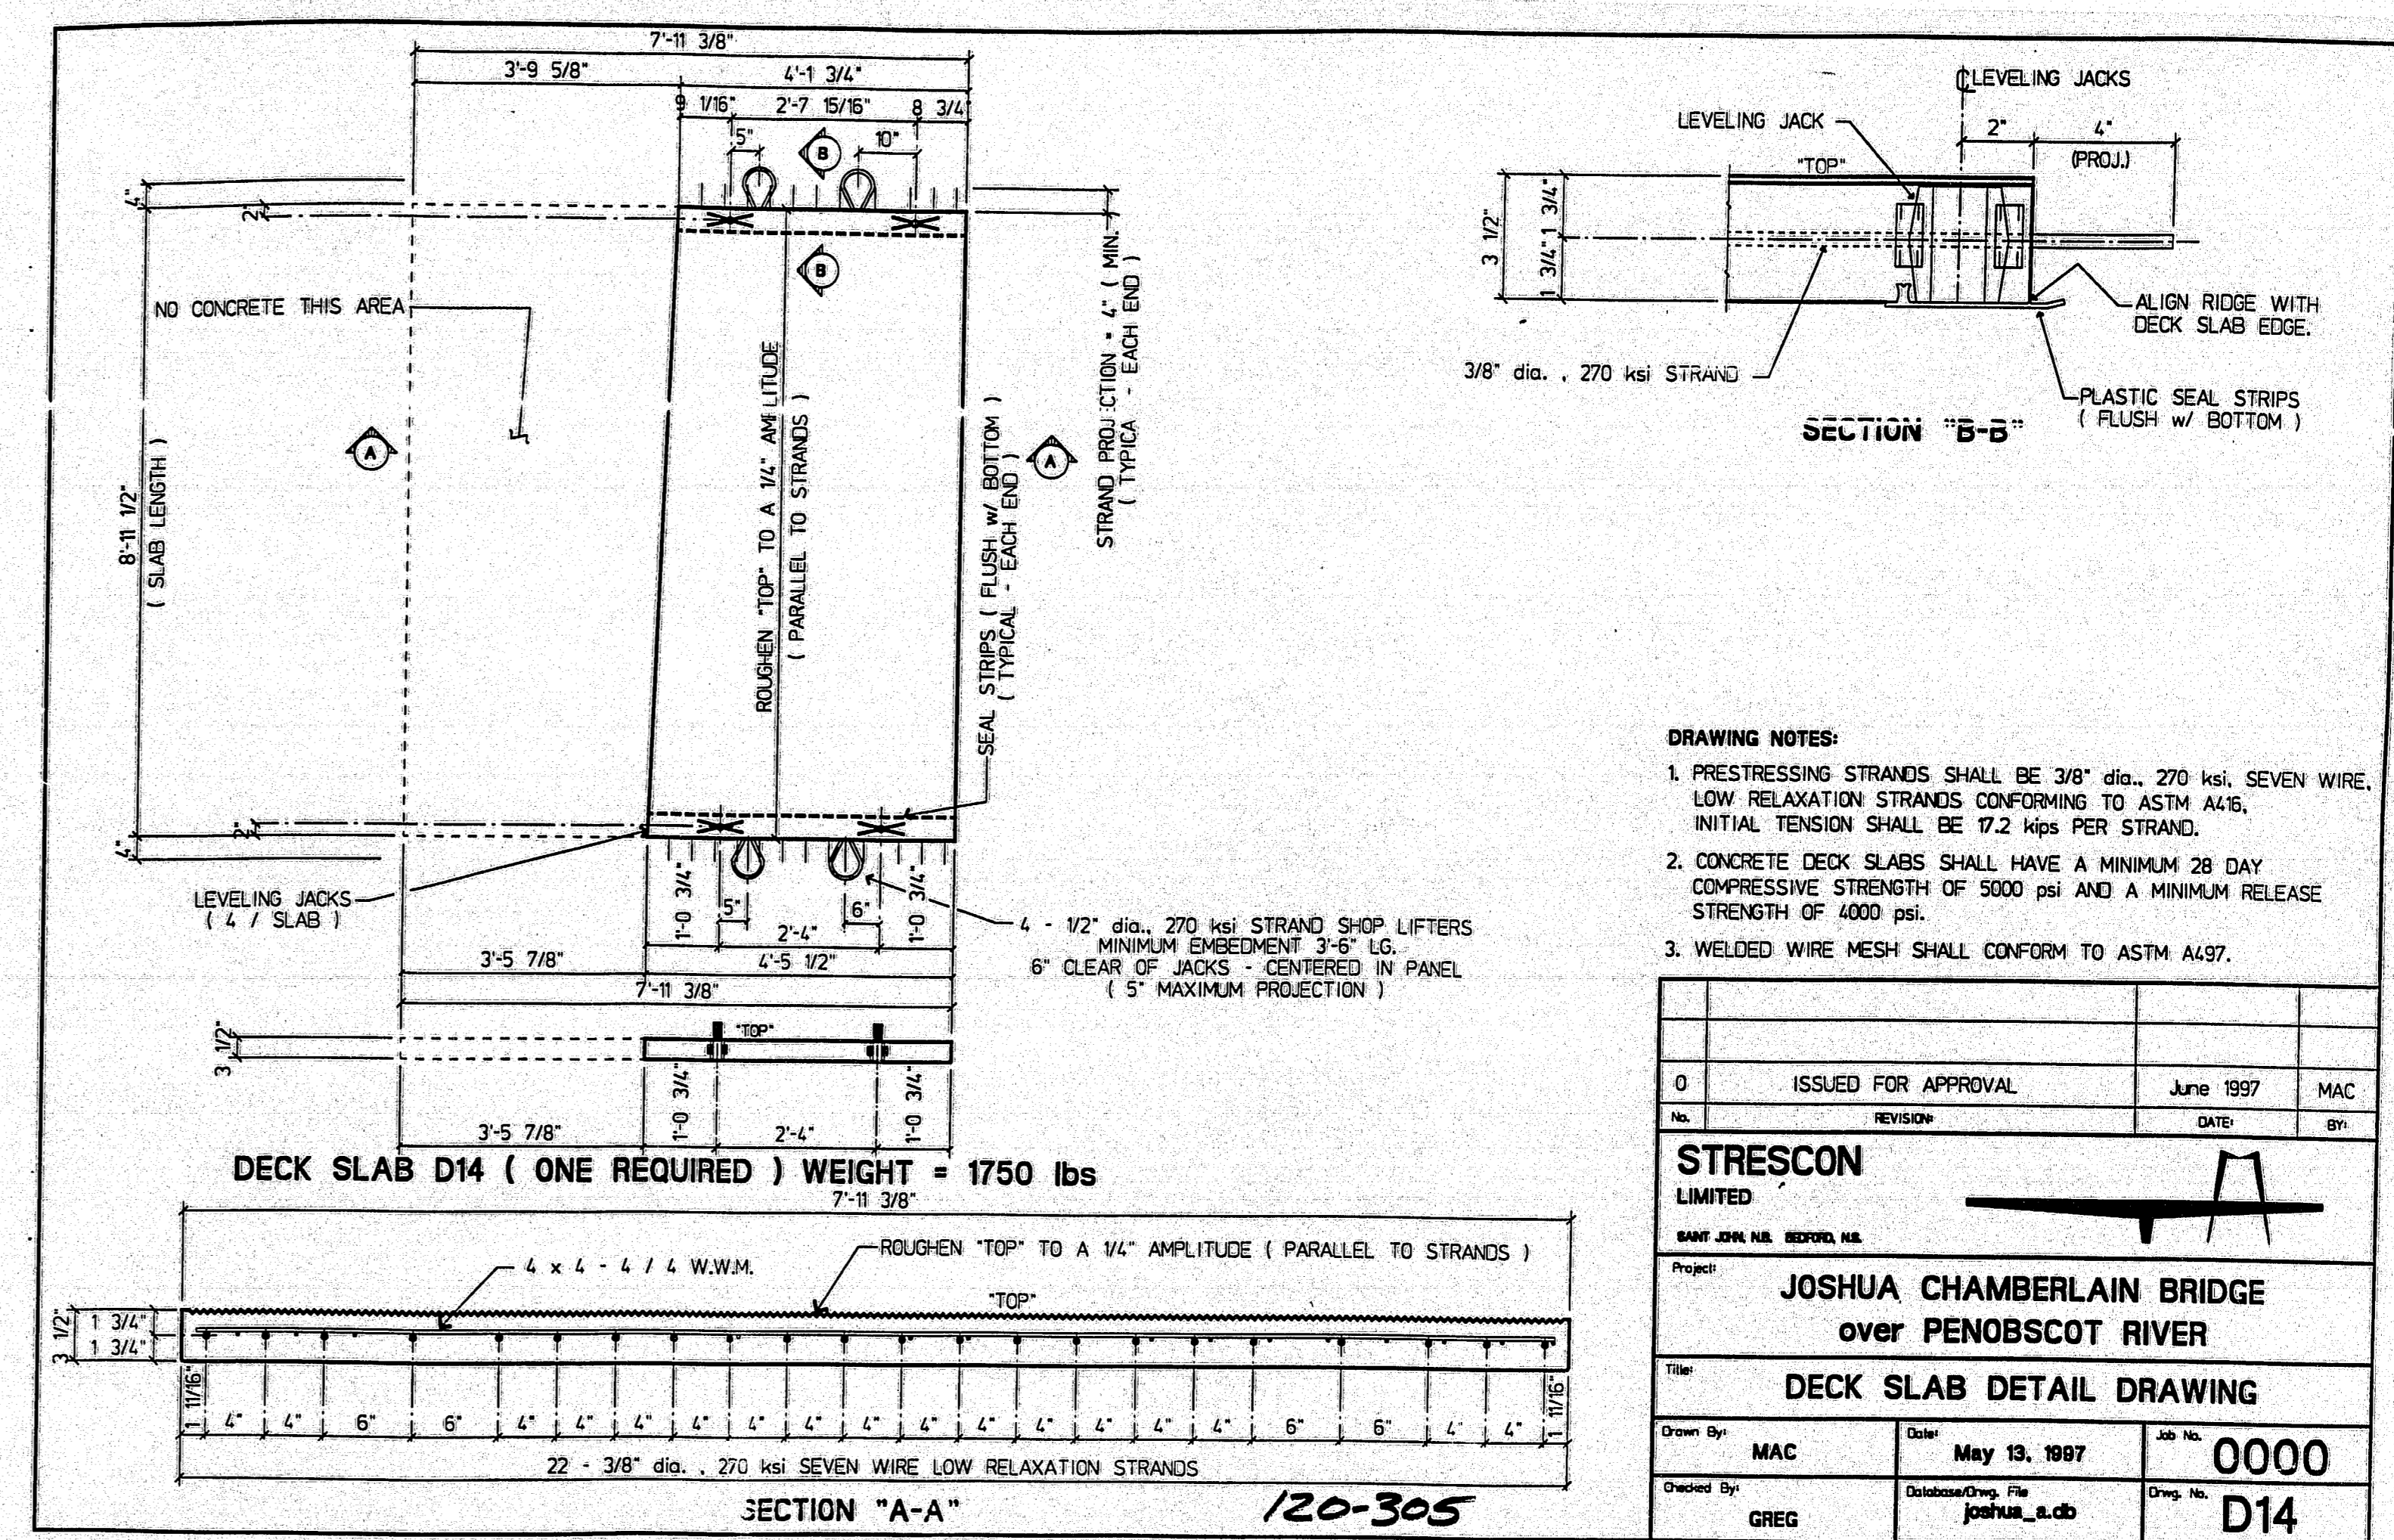 7'-11 3/8"
3'-9 5/8"
4'-1 3/4"
9 1/16"
2'-7 15/16"
8 3/4
5"
10"
B
B
4"
2"
NO CONCRETE THIS AREA
A
A
8'-11 1/2"
( SLAB LENGTH )
ROUGHEN "TOP" TO A 1/4" AMPLITUDE
( PARALLEL TO STRANDS )
SEAL STRIPS ( FLUSH w/ BOTTOM )
( TYPICAL - EACH END )
STRAND PROJ CTION = 4" ( MIN. )
( TYPICA - EACH END )
2"
4"
LEVELING JACKS
( 4 / SLAB )
1'-0 3/4"
5"
6"
1'-0 3/4"
2'-4"
3'-5 7/8"
4'-5 1/2"
7'-11 3/8"
4 - 1/2" dia., 270 ksi STRAND SHOP LIFTERS
MINIMUM EMBEDMENT 3'-6" LG.
6" CLEAR OF JACKS - CENTERED IN PANEL
( 5" MAXIMUM PROJECTION )
3 1/2"
"TOP"
1'-0 3/4"
1'-0 3/4"
3'-5 7/8"
2'-4"
DECK SLAB D14 ( ONE REQUIRED ) WEIGHT = 1750 lbs
7'-11 3/8"
4 x 4 - 4 / 4 W.W.M.
ROUGHEN "TOP" TO A 1/4" AMPLITUDE ( PARALLEL TO STRANDS )
"TOP"
3 1/2"
1 3/4"
1 3/4"
1 11/16" 4" 4" 6" 6" 4" 4" 4" 4" 4" 4" 4" 4" 4" 4" 4" 4" 4" 6" 6" 4" 4" 1 11/16"
22 - 3/8" dia. , 270 ksi SEVEN WIRE LOW RELAXATION STRANDS
SECTION "A-A"
120-305
℄ LEVELING JACKS
LEVELING JACK
2"
4"
(PROJ.)
"TOP"
3 1/2"
1 3/4"
1 3/4"
3/8" dia. , 270 ksi STRAND
ALIGN RIDGE WITH
DECK SLAB EDGE.
PLASTIC SEAL STRIPS
( FLUSH w/ BOTTOM )
SECTION "B-B"
DRAWING NOTES:
1. PRESTRESSING STRANDS SHALL BE 3/8" dia., 270 ksi, SEVEN WIRE,
LOW RELAXATION STRANDS CONFORMING TO ASTM A416,
INITIAL TENSION SHALL BE 17.2 kips PER STRAND.
2. CONCRETE DECK SLABS SHALL HAVE A MINIMUM 28 DAY
COMPRESSIVE STRENGTH OF 5000 psi AND A MINIMUM RELEASE
STRENGTH OF 4000 psi.
3. WELDED WIRE MESH SHALL CONFORM TO ASTM A497.
0 ISSUED FOR APPROVAL June 1997 MAC
No. REVISION: DATE: BY:
STRESCON
LIMITED
SAINT JOHN, N.B. BEDFORD, N.S.
Project:
JOSHUA CHAMBERLAIN BRIDGE
over PENOBSCOT RIVER
Title:
DECK SLAB DETAIL DRAWING
Drawn By: MAC
Date: May 13, 1997
Job No. 0000
Checked By: GREG
Database/Drwg. File joshua_a.db
Drwg. No. D14